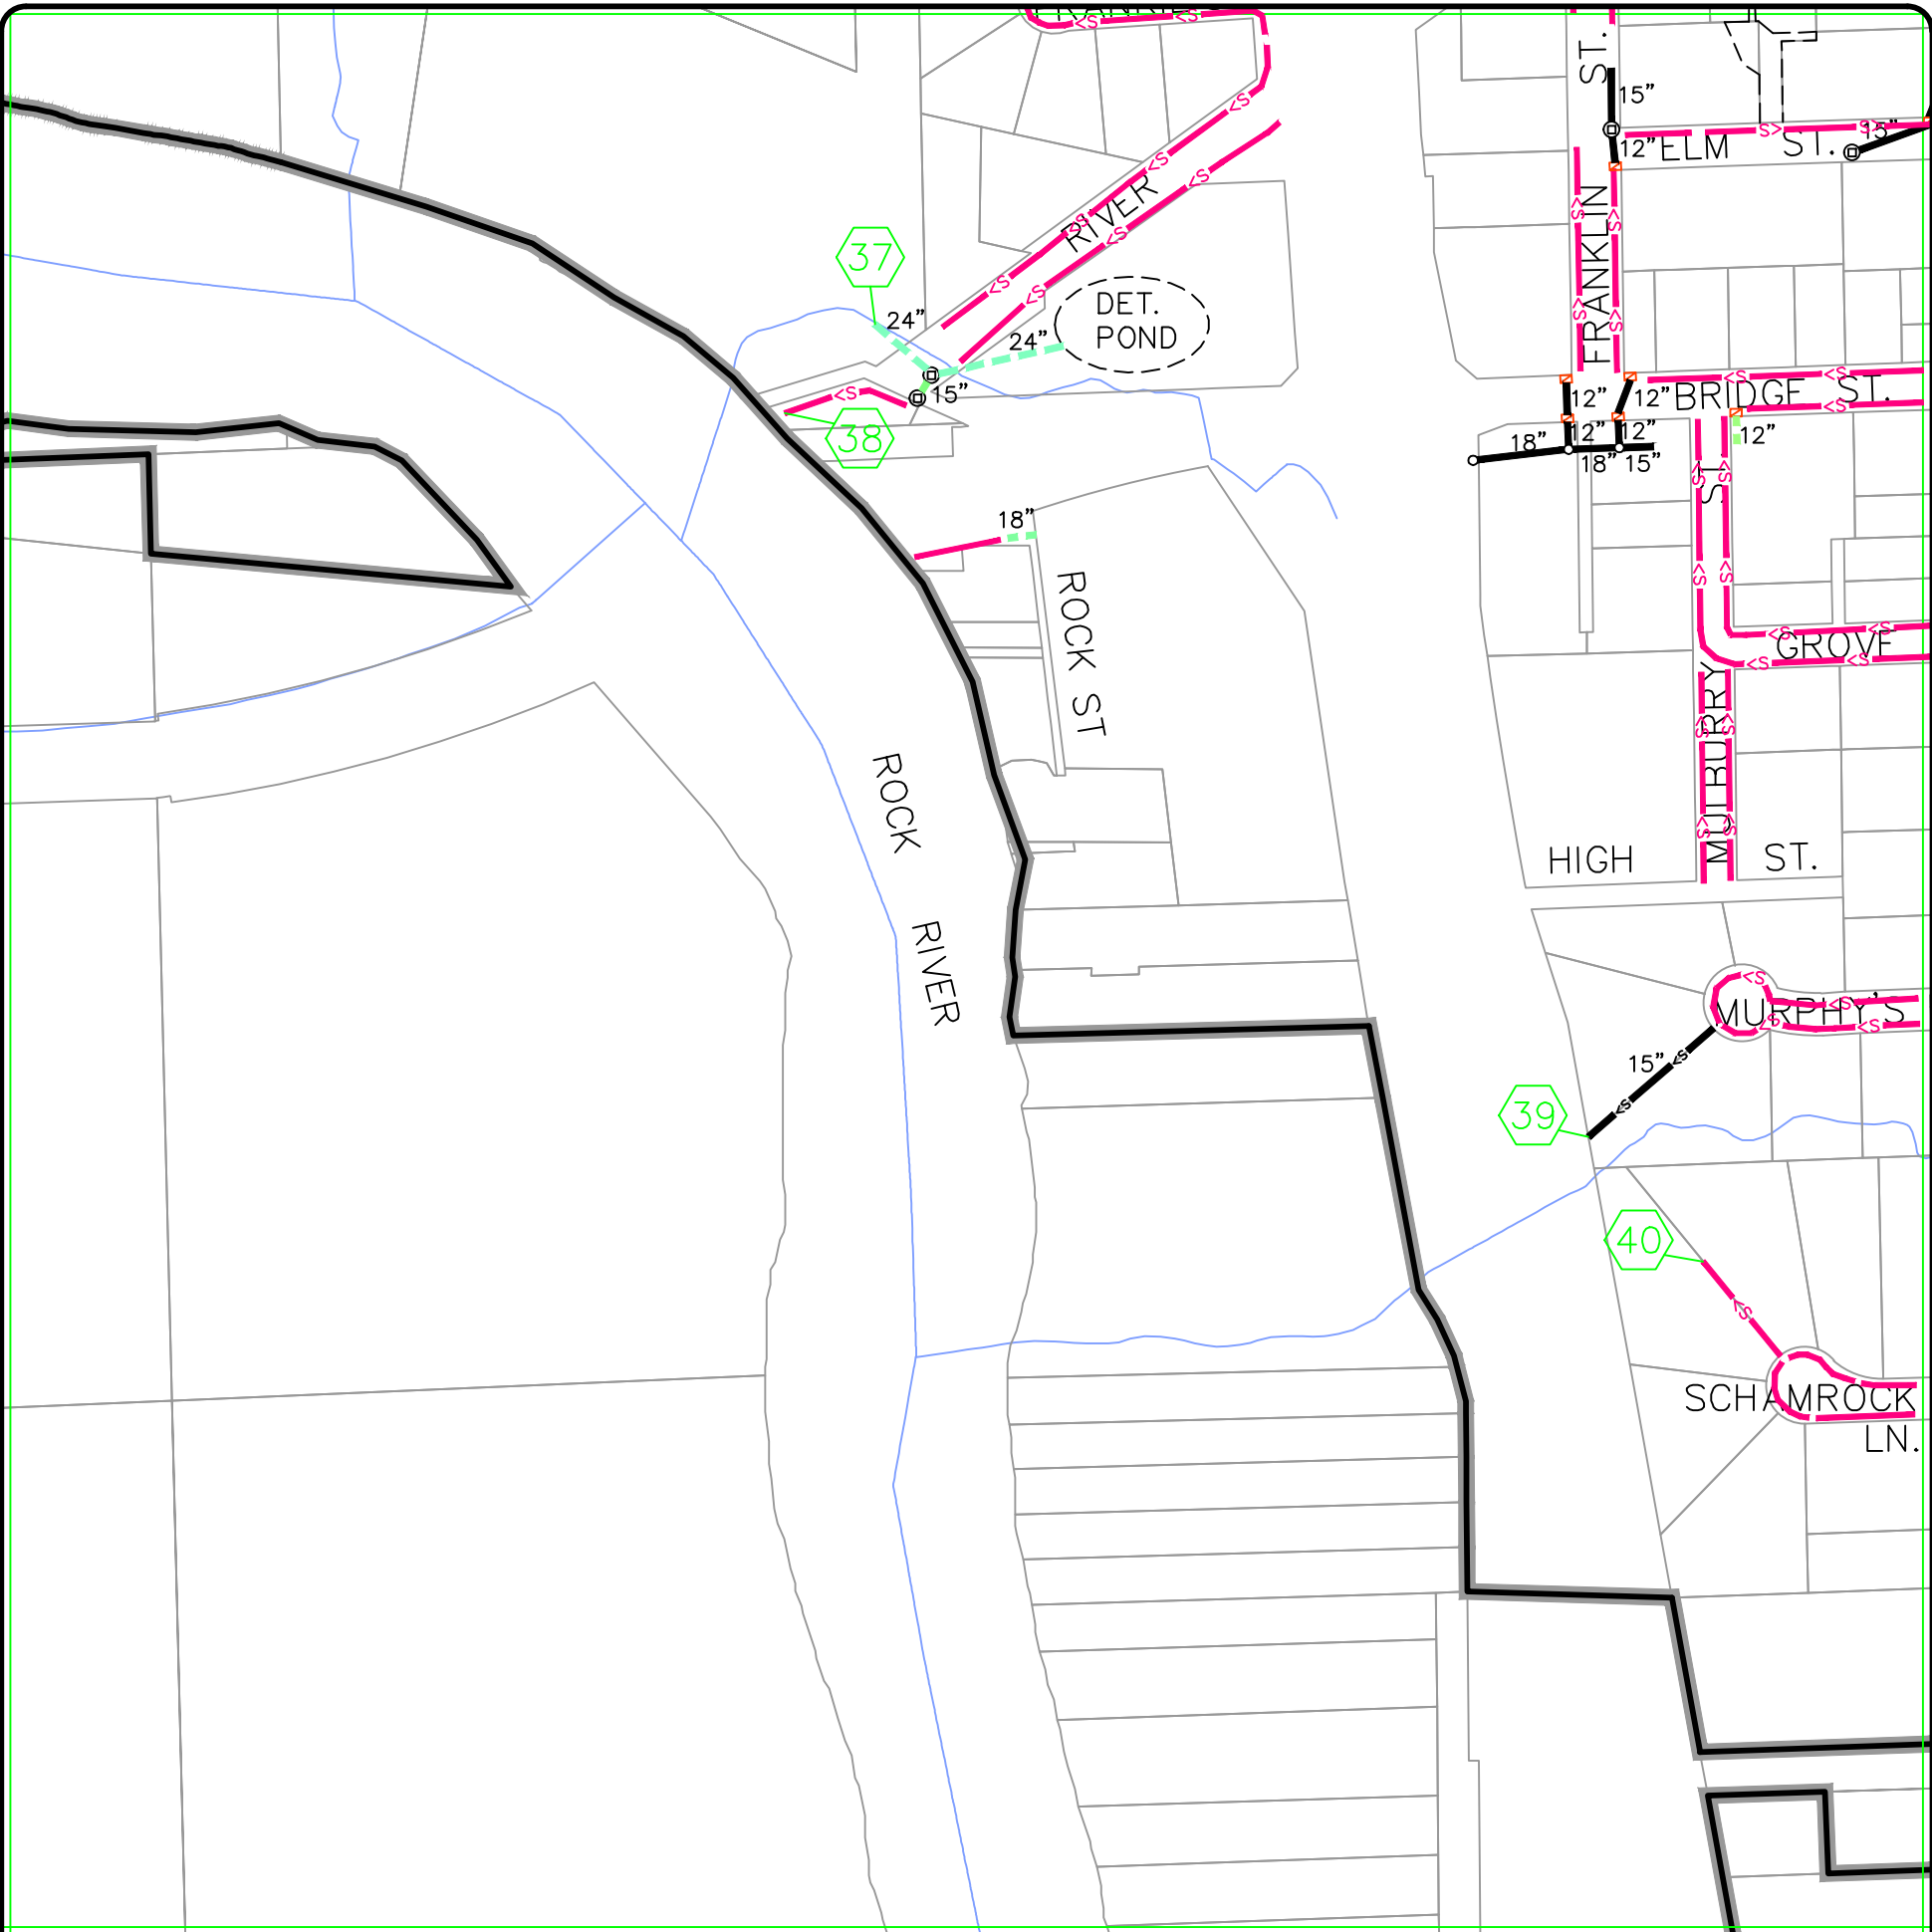 ST.
15”
15”
12”
ELM ST.
FRANKLIN
RIVER
37
24”
DET.
POND
24”
15”
38
12”
12”
BRIDGE ST.
12”
12”
12”
18”
18”
15”
ST.
18”
ROCK ST
GROVE
MULBURRY
ROCK
RIVER
HIGH ST.
MURPHY'S
15”
39
40
SCHAMROCK
LN.